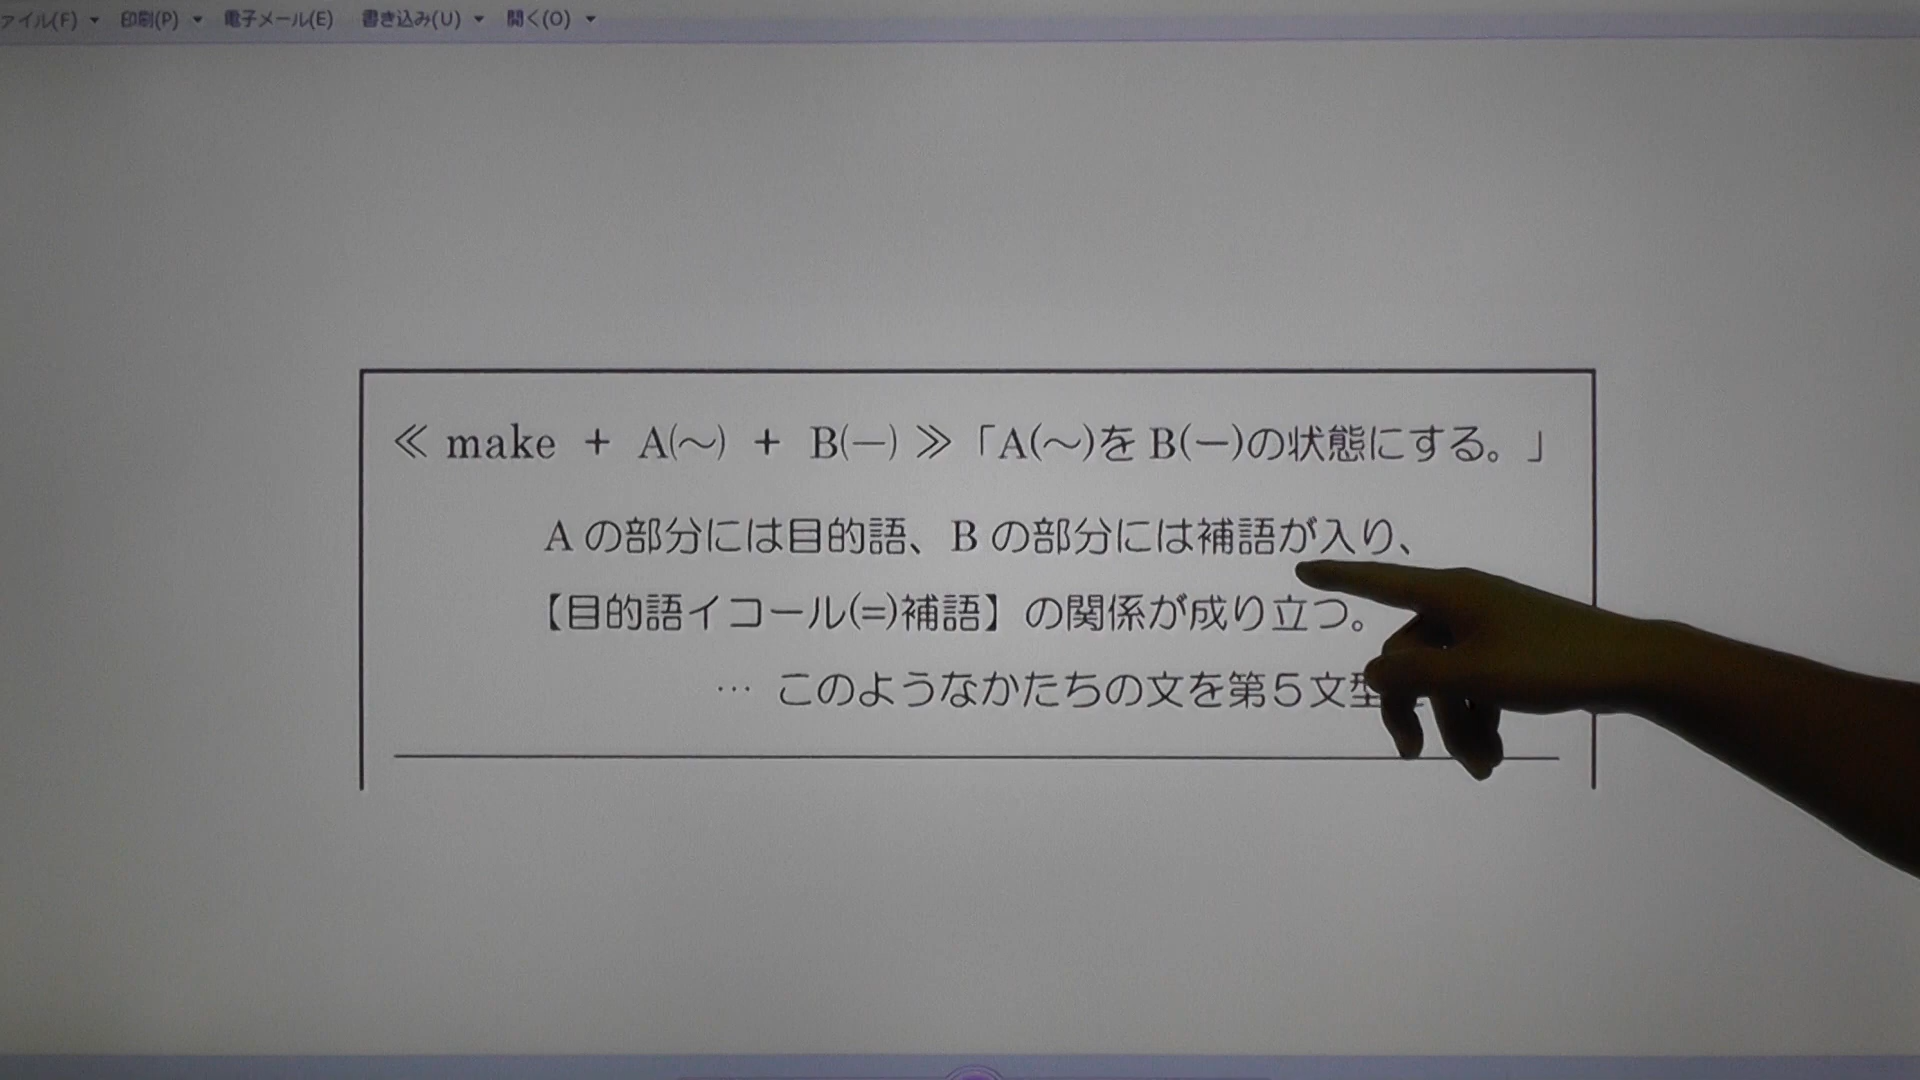 ァイル(F) 印刷(P) 電子メール(E) 書き込み(U) 開く(O)
≪ make + A(～) + B(―) ≫「A(～)を B(―)の状態にする。」
A の部分には目的語、B の部分には補語が入り、
【目的語イコール(=)補語】の関係が成り立つ。
… このようなかたちの文を第５文型